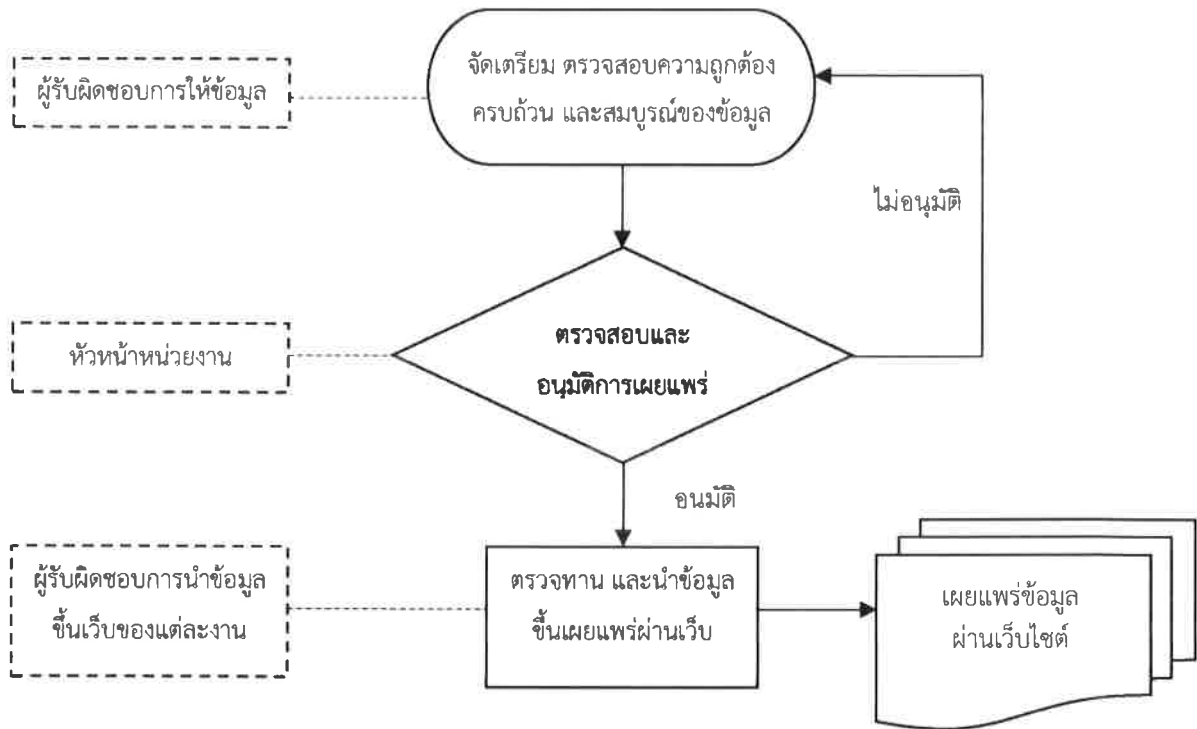 ผู้รับผิดชอบการให้ข้อมูล
จัดเตรียม ตรวจสอบความถูกต้อง
ครบถ้วน และสมบูรณ์ของข้อมูล
ไม่อนุมัติ
หัวหน้าหน่วยงาน
ตรวจสอบและ
อนุมัติการเผยแพร่
อนมัติ
ผู้รับผิดชอบการนำข้อมูล
ขึ้นเว็บของแต่ละงาน
ตรวจทาน และนำข้อมูล
ขึ้นเผยแพร่ผ่านเว็บ
เผยแพร่ข้อมูล
ผ่านเว็บไซต์